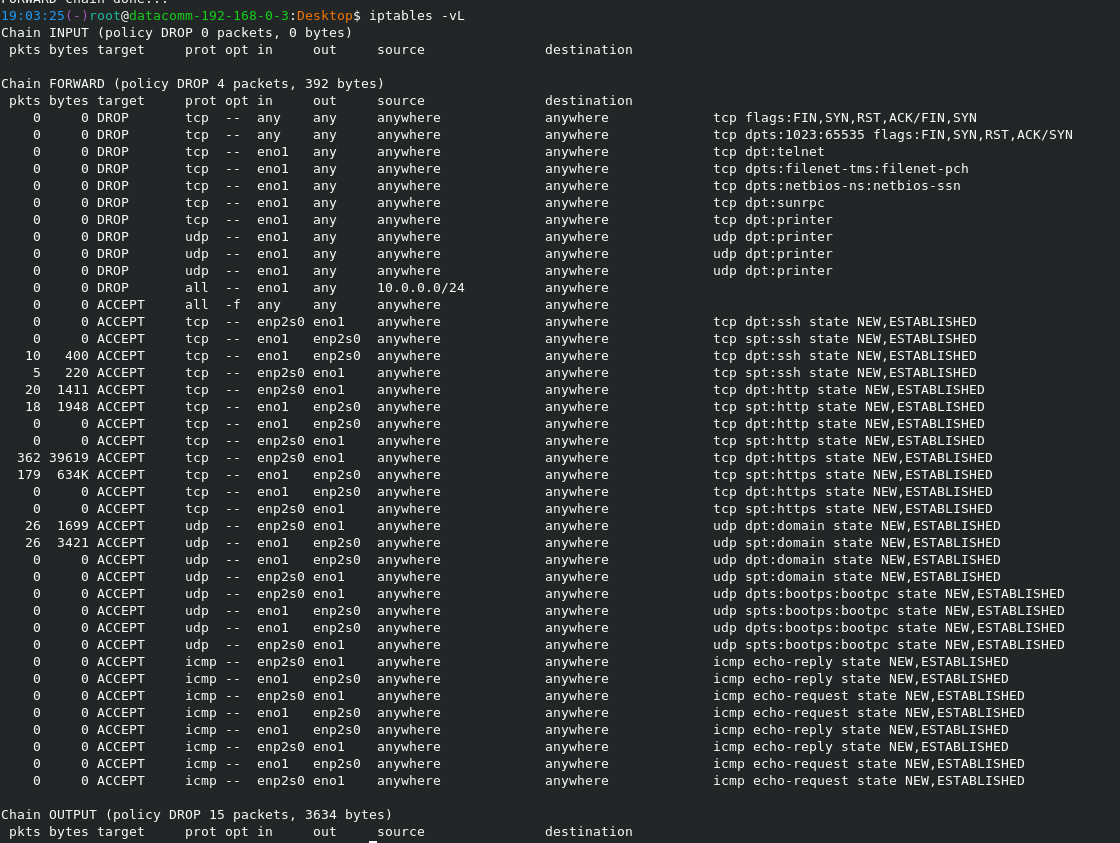 FORWARD chain done...
19:03:25(-)root@datacomm-192-168-0-3:Desktop$ iptables -vL
Chain INPUT (policy DROP 0 packets, 0 bytes)
 pkts bytes target     prot opt in     out     source               destination

Chain FORWARD (policy DROP 4 packets, 392 bytes)
 pkts bytes target     prot opt in     out     source               destination
    0     0 DROP       tcp  --  any    any     anywhere             anywhere             tcp flags:FIN,SYN,RST,ACK/FIN,SYN
    0     0 DROP       tcp  --  any    any     anywhere             anywhere             tcp dpts:1023:65535 flags:FIN,SYN,RST,ACK/SYN
    0     0 DROP       tcp  --  eno1   any     anywhere             anywhere             tcp dpt:telnet
    0     0 DROP       tcp  --  eno1   any     anywhere             anywhere             tcp dpts:filenet-tms:filenet-pch
    0     0 DROP       tcp  --  eno1   any     anywhere             anywhere             tcp dpts:netbios-ns:netbios-ssn
    0     0 DROP       tcp  --  eno1   any     anywhere             anywhere             tcp dpt:sunrpc
    0     0 DROP       tcp  --  eno1   any     anywhere             anywhere             tcp dpt:printer
    0     0 DROP       udp  --  eno1   any     anywhere             anywhere             udp dpt:printer
    0     0 DROP       udp  --  eno1   any     anywhere             anywhere             udp dpt:printer
    0     0 DROP       udp  --  eno1   any     anywhere             anywhere             udp dpt:printer
    0     0 DROP       all  --  eno1   any     10.0.0.0/24          anywhere
    0     0 ACCEPT     all  -f  any    any     anywhere             anywhere
    0     0 ACCEPT     tcp  --  enp2s0 eno1    anywhere             anywhere             tcp dpt:ssh state NEW,ESTABLISHED
    0     0 ACCEPT     tcp  --  eno1   enp2s0  anywhere             anywhere             tcp spt:ssh state NEW,ESTABLISHED
   10   400 ACCEPT     tcp  --  eno1   enp2s0  anywhere             anywhere             tcp dpt:ssh state NEW,ESTABLISHED
    5   220 ACCEPT     tcp  --  enp2s0 eno1    anywhere             anywhere             tcp spt:ssh state NEW,ESTABLISHED
   20  1411 ACCEPT     tcp  --  enp2s0 eno1    anywhere             anywhere             tcp dpt:http state NEW,ESTABLISHED
   18  1948 ACCEPT     tcp  --  eno1   enp2s0  anywhere             anywhere             tcp spt:http state NEW,ESTABLISHED
    0     0 ACCEPT     tcp  --  eno1   enp2s0  anywhere             anywhere             tcp dpt:http state NEW,ESTABLISHED
    0     0 ACCEPT     tcp  --  enp2s0 eno1    anywhere             anywhere             tcp spt:http state NEW,ESTABLISHED
  362 39619 ACCEPT     tcp  --  enp2s0 eno1    anywhere             anywhere             tcp dpt:https state NEW,ESTABLISHED
  179  634K ACCEPT     tcp  --  eno1   enp2s0  anywhere             anywhere             tcp spt:https state NEW,ESTABLISHED
    0     0 ACCEPT     tcp  --  eno1   enp2s0  anywhere             anywhere             tcp dpt:https state NEW,ESTABLISHED
    0     0 ACCEPT     tcp  --  enp2s0 eno1    anywhere             anywhere             tcp spt:https state NEW,ESTABLISHED
   26  1699 ACCEPT     udp  --  enp2s0 eno1    anywhere             anywhere             udp dpt:domain state NEW,ESTABLISHED
   26  3421 ACCEPT     udp  --  eno1   enp2s0  anywhere             anywhere             udp spt:domain state NEW,ESTABLISHED
    0     0 ACCEPT     udp  --  eno1   enp2s0  anywhere             anywhere             udp dpt:domain state NEW,ESTABLISHED
    0     0 ACCEPT     udp  --  enp2s0 eno1    anywhere             anywhere             udp spt:domain state NEW,ESTABLISHED
    0     0 ACCEPT     udp  --  enp2s0 eno1    anywhere             anywhere             udp dpts:bootps:bootpc state NEW,ESTABLISHED
    0     0 ACCEPT     udp  --  eno1   enp2s0  anywhere             anywhere             udp spts:bootps:bootpc state NEW,ESTABLISHED
    0     0 ACCEPT     udp  --  eno1   enp2s0  anywhere             anywhere             udp dpts:bootps:bootpc state NEW,ESTABLISHED
    0     0 ACCEPT     udp  --  enp2s0 eno1    anywhere             anywhere             udp spts:bootps:bootpc state NEW,ESTABLISHED
    0     0 ACCEPT     icmp --  enp2s0 eno1    anywhere             anywhere             icmp echo-reply state NEW,ESTABLISHED
    0     0 ACCEPT     icmp --  eno1   enp2s0  anywhere             anywhere             icmp echo-reply state NEW,ESTABLISHED
    0     0 ACCEPT     icmp --  enp2s0 eno1    anywhere             anywhere             icmp echo-request state NEW,ESTABLISHED
    0     0 ACCEPT     icmp --  eno1   enp2s0  anywhere             anywhere             icmp echo-request state NEW,ESTABLISHED
    0     0 ACCEPT     icmp --  eno1   enp2s0  anywhere             anywhere             icmp echo-reply state NEW,ESTABLISHED
    0     0 ACCEPT     icmp --  enp2s0 eno1    anywhere             anywhere             icmp echo-reply state NEW,ESTABLISHED
    0     0 ACCEPT     icmp --  eno1   enp2s0  anywhere             anywhere             icmp echo-request state NEW,ESTABLISHED
    0     0 ACCEPT     icmp --  enp2s0 eno1    anywhere             anywhere             icmp echo-request state NEW,ESTABLISHED

Chain OUTPUT (policy DROP 15 packets, 3634 bytes)
 pkts bytes target     prot opt in     out     source               destination